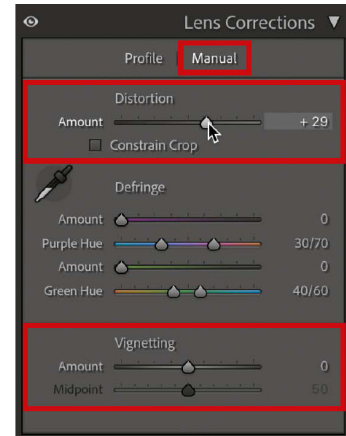 Lens Corrections
Profile Manual
Distortion
Amount + 29
Constrain Crop
Defringe
Amount 0
Purple Hue 30/70
Amount 0
Green Hue 40/60
Vignetting
Amount 0
Midpoint 50